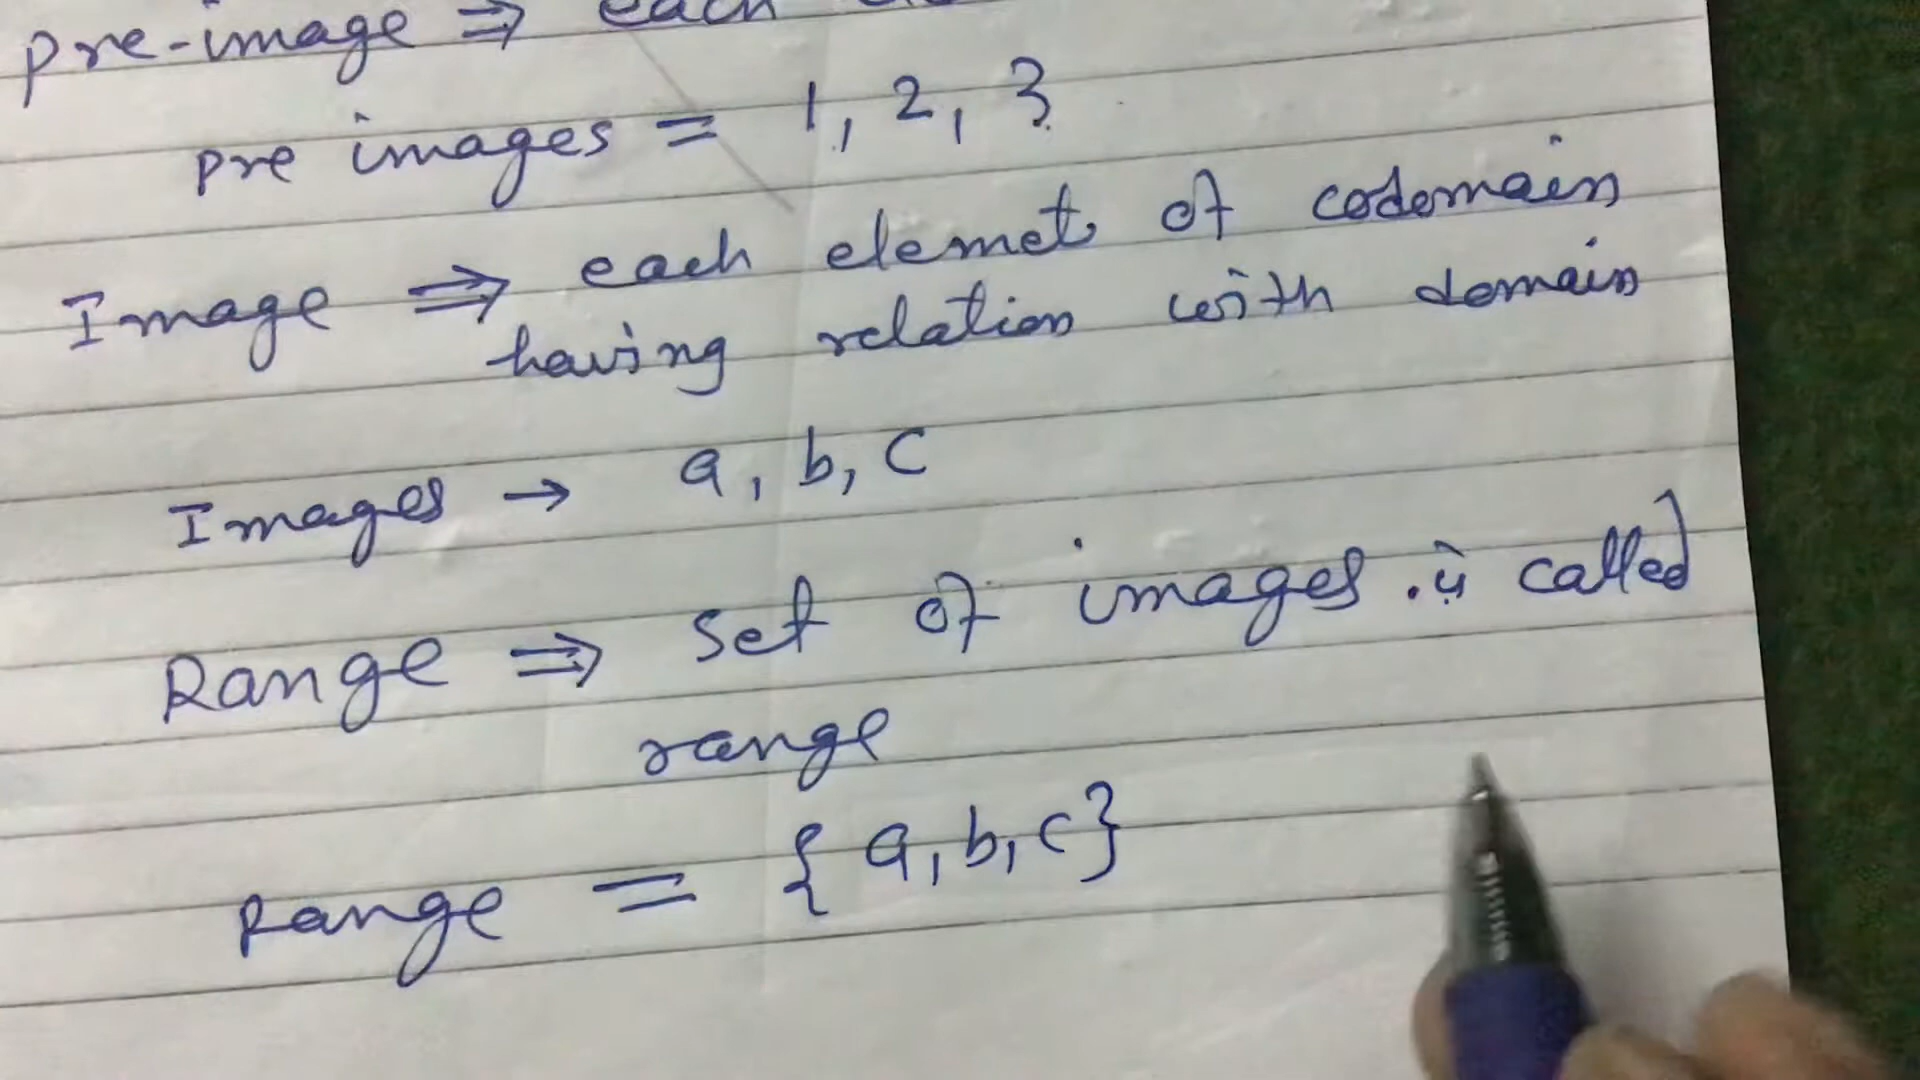 pre-image ⇒ each
pre images = 1, 2, 3
Image ⇒ each elemet of codomain
having relation with domain
Images → a, b, c
Range ⇒ set of images is called
range
Range = { a, b, c }